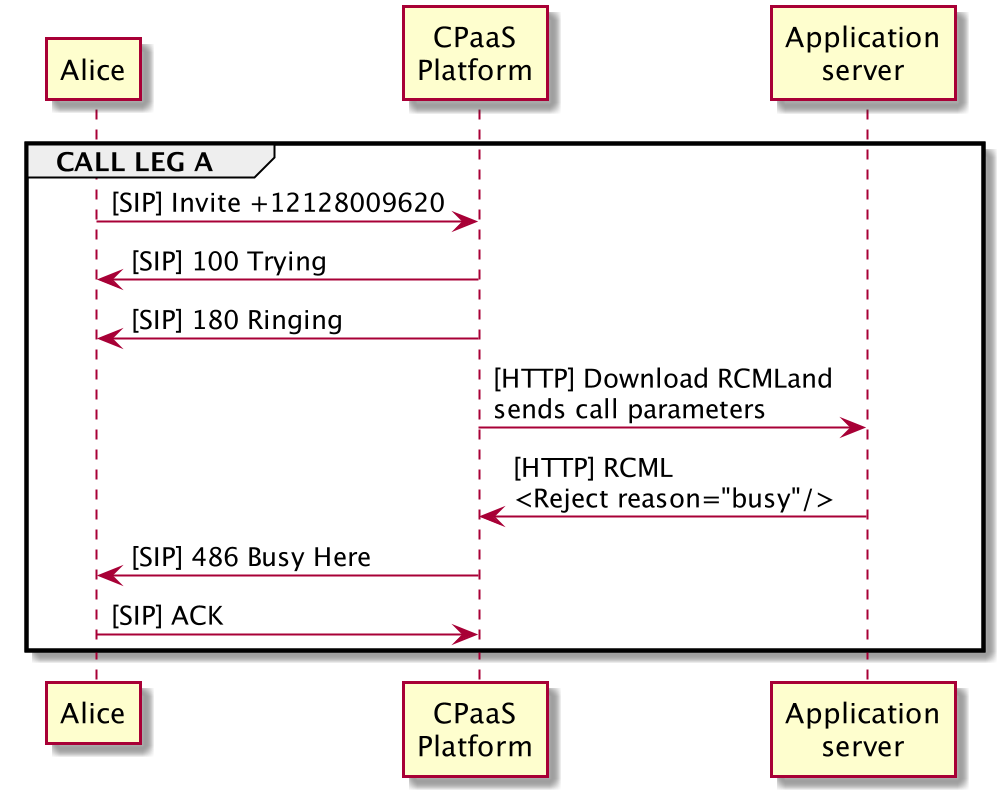 Alice
CPaaS
Platform
Application
server
CALL LEG A
[SIP] Invite +12128009620
[SIP] 100 Trying
[SIP] 180 Ringing
[HTTP] Download RCMLand
sends call parameters
[HTTP] RCML
<Reject reason="busy"/>
[SIP] 486 Busy Here
[SIP] ACK
Alice
CPaaS
Platform
Application
server